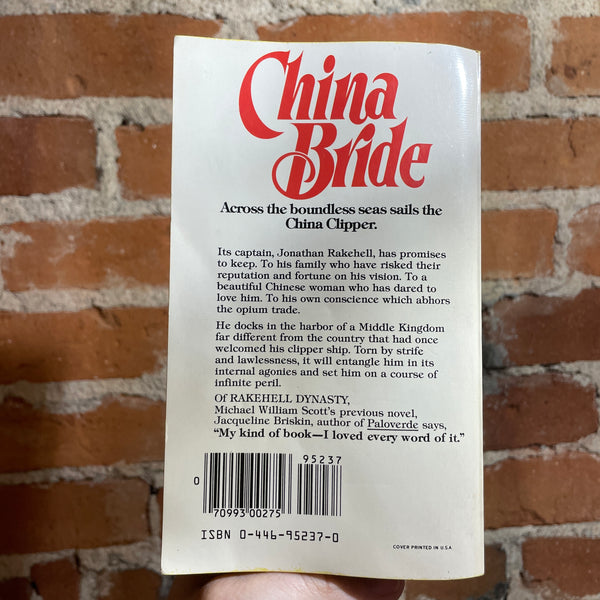 China
Bride
Across the boundless seas sails the
China Clipper.
Its captain, Jonathan Rakehell, has promises
to keep. To his family who have risked their
reputation and fortune on his vision. To a
beautiful Chinese woman who has dared to
love him. To his own conscience which abhors
the opium trade.
He docks in the harbor of a Middle Kingdom
far different from the country that had once
welcomed his clipper ship. Torn by strife
and lawlessness, it will entangle him in its
internal agonies and set him on a course of
infinite peril.
Of RAKEHELL DYNASTY,
Michael William Scott's previous novel,
Jacqueline Briskin, author of Paloverde says,
"My kind of book—I loved every word of it."
95237
0
70993 00275
ISBN 0-446-95237-0
COVER PRINTED IN U.S.A